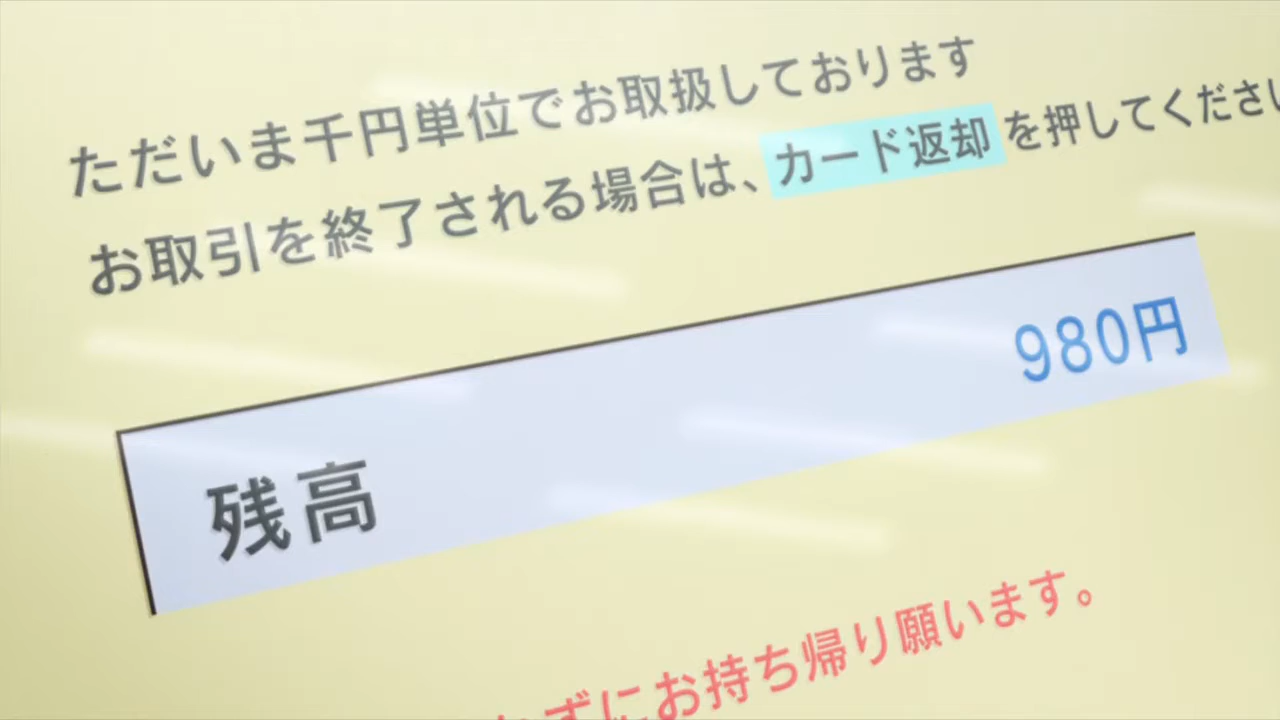 ただいま千円単位でお取扱しております
お取引を終了される場合は、カード返却を押してください
残高
980円
ずにお持ち帰り願います。